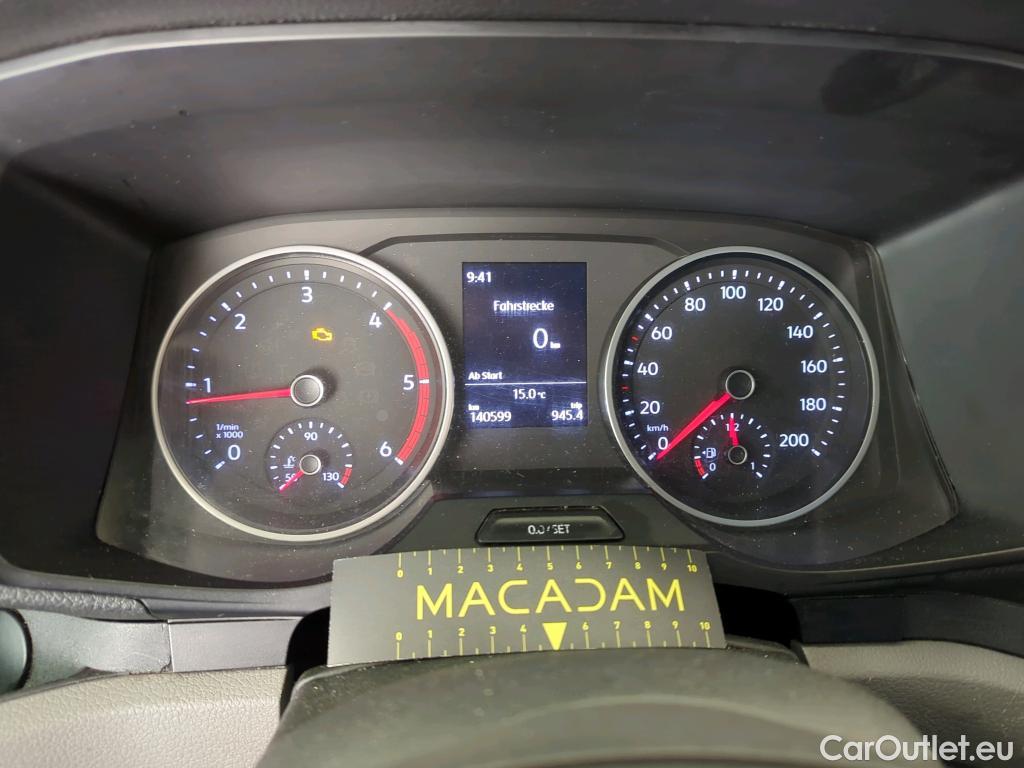 0
1
2
3
4
5
6
1/min
x 1000
50
90
130
9:41
Fahrstrecke
0 km
Ab Start
15.0 °C
km trip
140599 945.4
0
20
40
60
80
100
120
140
160
180
200
km/h
0
1/2
1
0.0 / SET
0 1 2 3 4 5 6 7 8 9 10
MACADAM
0 1 2 3 4 6 7 8 9 10
CarOutlet.eu